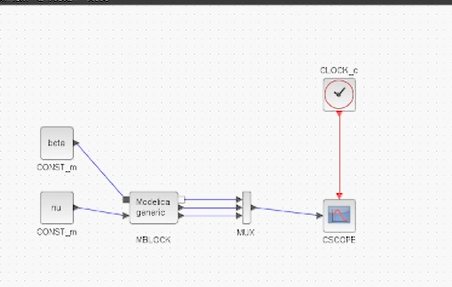 CLOCK_c
beta
CONST_m
nu
Modelica
generic
CONST_m
MBLOCK
MUX
CSCOPE